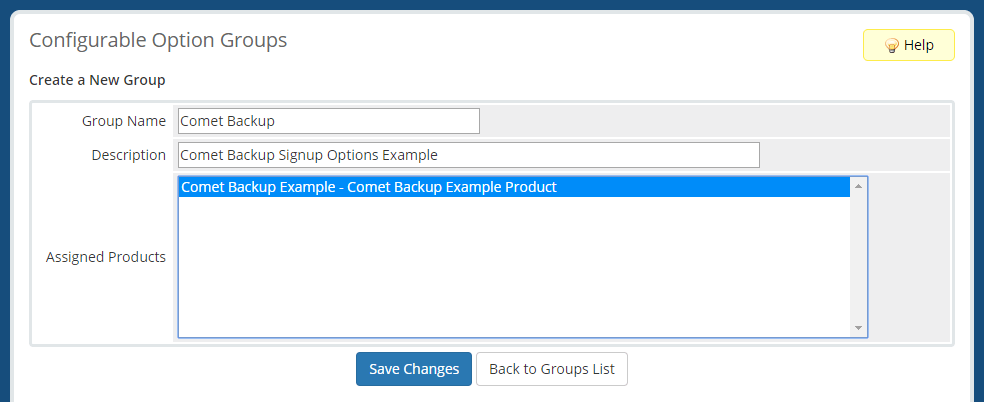 Configurable Option Groups
Help
Create a New Group
Group Name Comet Backup
Description Comet Backup Signup Options Example
Comet Backup Example - Comet Backup Example Product
Assigned Products
Save Changes Back to Groups List